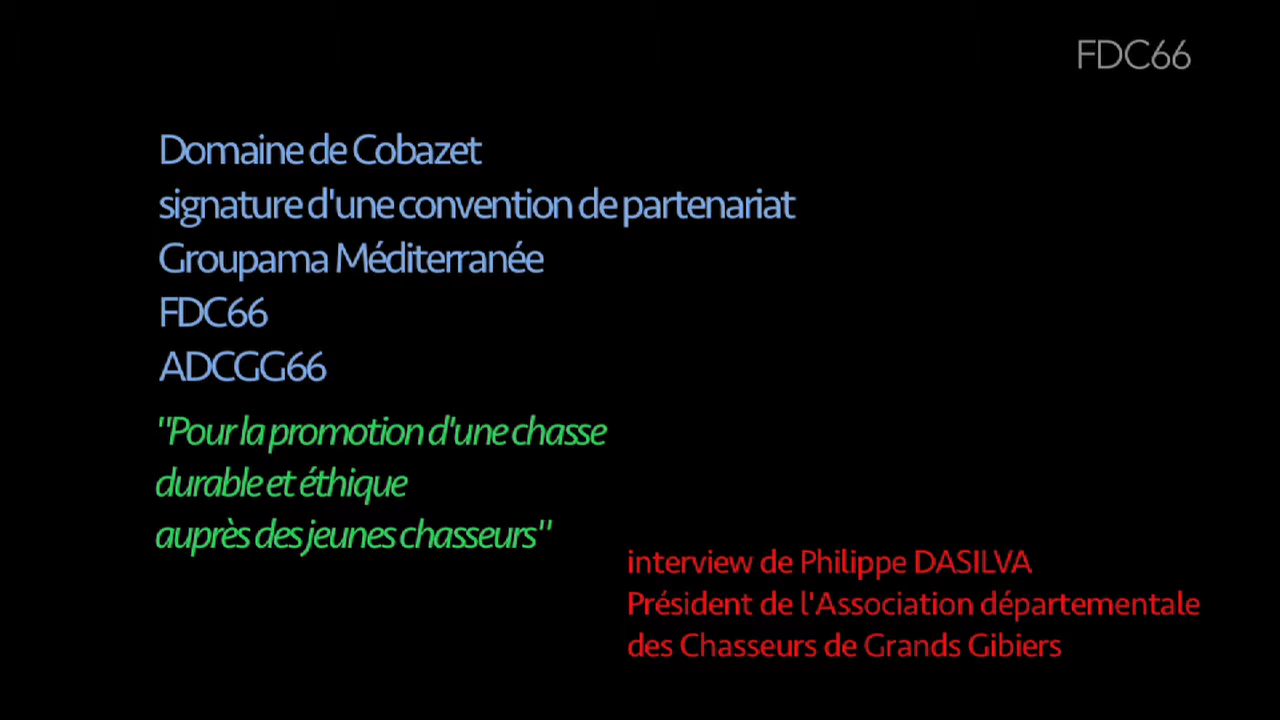 FDC66
Domaine de Cobazet
signature d'une convention de partenariat
Groupama Méditerranée
FDC66
ADCGG66
"Pour la promotion d'une chasse
durable et éthique
auprès des jeunes chasseurs"
interview de Philippe DASILVA
Président de l'Association départementale
des Chasseurs de Grands Gibiers